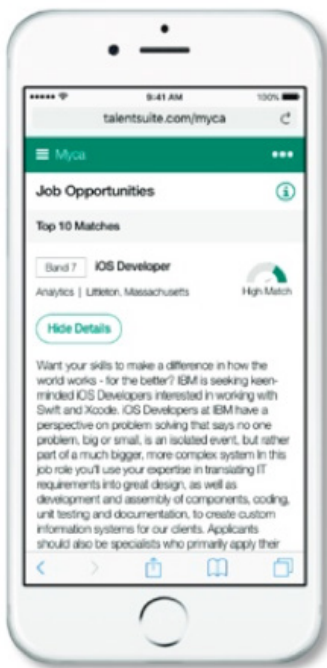 9:41 AM
100%
talentsuite.com/myca
Myca
Job Opportunities
Top 10 Matches
Band 7 iOS Developer
Analytics | Littleton, Massachusetts
High Match
Hide Details
Want your skills to make a difference in how the
world works - for the better? IBM is seeking keen-
minded iOS Developers interested in working with
Swift and Xcode. iOS Developers at IBM have a
perspective on problem solving that says no one
problem, big or small, is an isolated event, but rather
part of a much bigger, more complex system In this
job role you'll use your expertise in translating IT
requirements into great design, as well as
development and assembly of components, coding,
unit testing and documentation, to create custom
information systems for our clients. Applicants
should also be specialists who primarily apply their